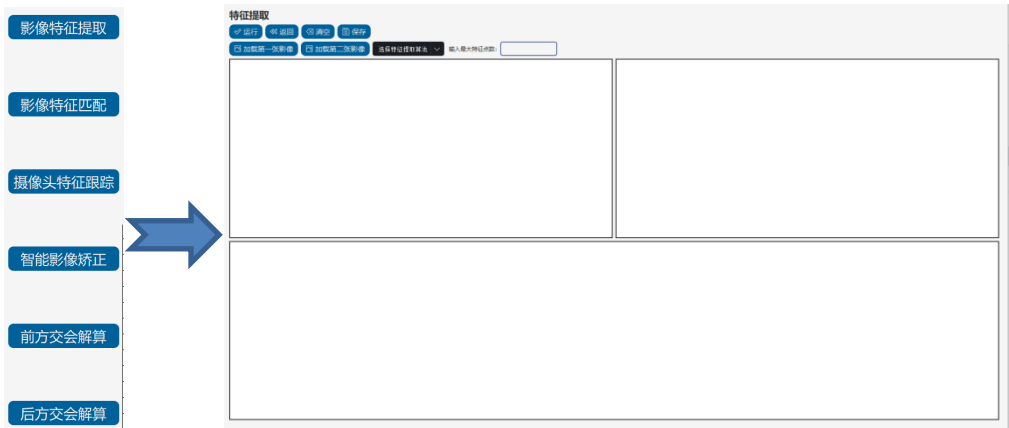 影像特征提取
影像特征匹配
摄像头特征跟踪
智能影像矫正
前方交会解算
后方交会解算
特征提取
运行 返回 清空 保存
加载第一张影像 加载第二张影像 选择特征提取算法 输入最大特征点数：